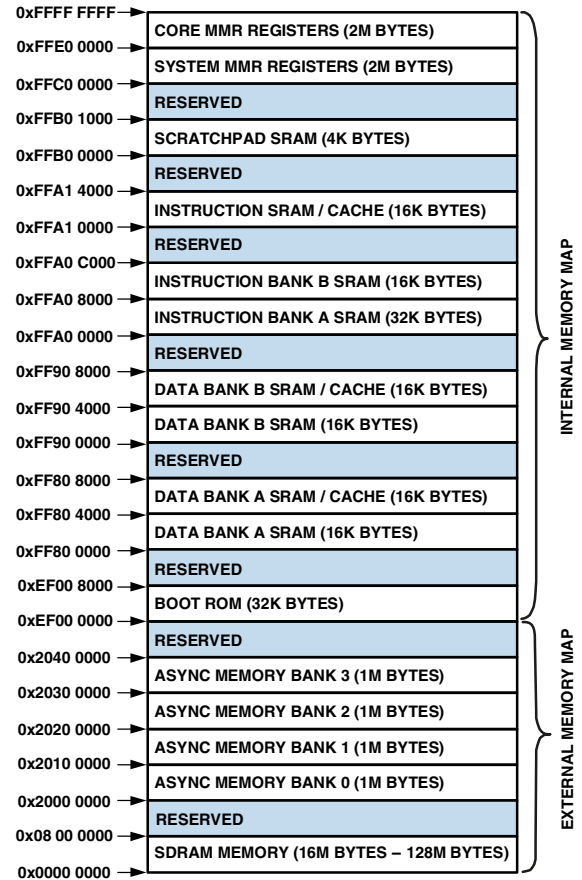 0xFFFF FFFF
CORE MMR REGISTERS (2M BYTES)
0xFFE0 0000
SYSTEM MMR REGISTERS (2M BYTES)
0xFFC0 0000
RESERVED
0xFFB0 1000
SCRATCHPAD SRAM (4K BYTES)
0xFFB0 0000
RESERVED
0xFFA1 4000
INSTRUCTION SRAM / CACHE (16K BYTES)
0xFFA1 0000
RESERVED
0xFFA0 C000
INSTRUCTION BANK B SRAM (16K BYTES)
0xFFA0 8000
INSTRUCTION BANK A SRAM (32K BYTES)
0xFFA0 0000
RESERVED
0xFF90 8000
DATA BANK B SRAM / CACHE (16K BYTES)
0xFF90 4000
DATA BANK B SRAM (16K BYTES)
0xFF90 0000
RESERVED
0xFF80 8000
DATA BANK A SRAM / CACHE (16K BYTES)
0xFF80 4000
DATA BANK A SRAM (16K BYTES)
0xFF80 0000
RESERVED
0xEF00 8000
BOOT ROM (32K BYTES)
0xEF00 0000
RESERVED
0x2040 0000
ASYNC MEMORY BANK 3 (1M BYTES)
0x2030 0000
ASYNC MEMORY BANK 2 (1M BYTES)
0x2020 0000
ASYNC MEMORY BANK 1 (1M BYTES)
0x2010 0000
ASYNC MEMORY BANK 0 (1M BYTES)
0x2000 0000
RESERVED
0x08 00 0000
SDRAM MEMORY (16M BYTES – 128M BYTES)
0x0000 0000
INTERNAL MEMORY MAP
EXTERNAL MEMORY MAP